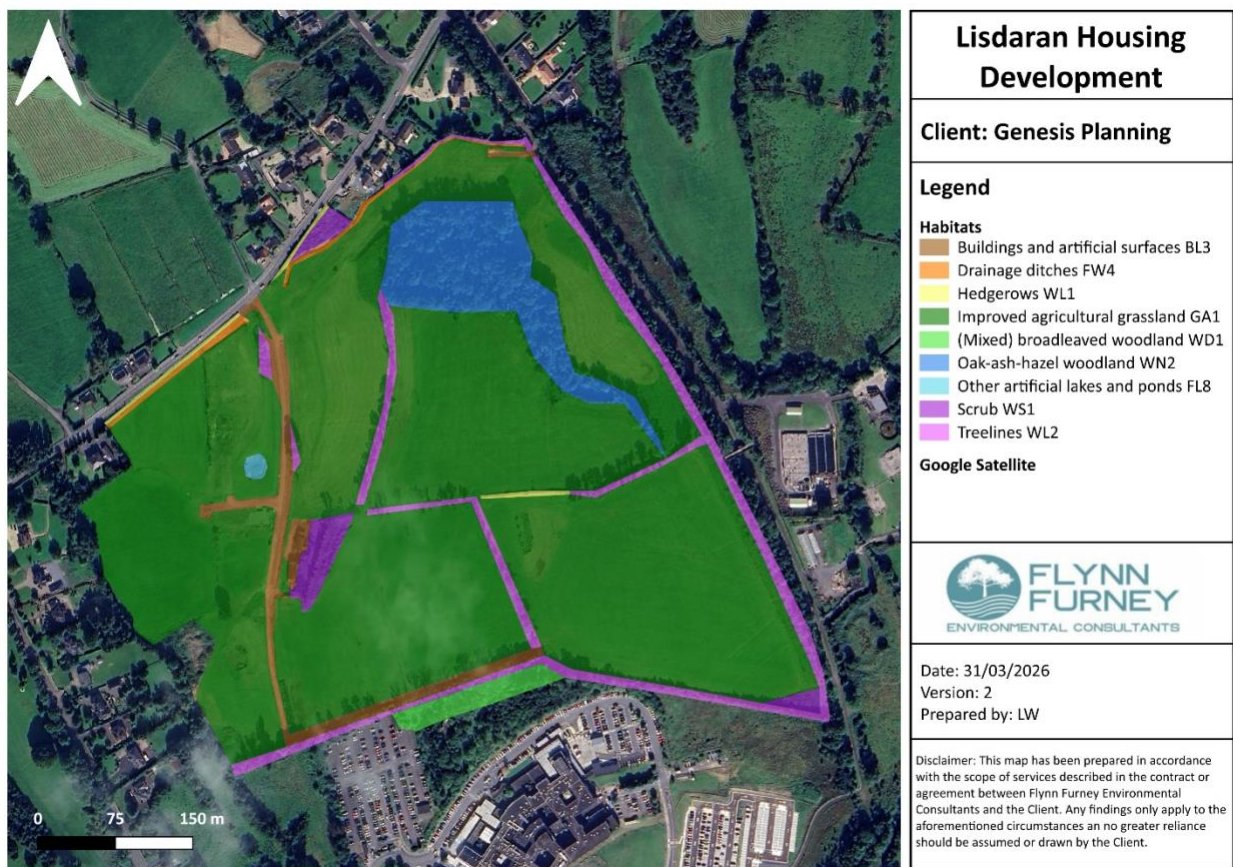 Lisdaran Housing
Development
Client: Genesis Planning
Legend
Habitats
Buildings and artificial surfaces BL3
Drainage ditches FW4
Hedgerows WL1
Improved agricultural grassland GA1
(Mixed) broadleaved woodland WD1
Oak-ash-hazel woodland WN2
Other artificial lakes and ponds FL8
Scrub WS1
Treelines WL2
Google Satellite
FLYNN
FURNEY
ENVIRONMENTAL CONSULTANTS
Date: 31/03/2026
Version: 2
Prepared by: LW
Disclaimer: This map has been prepared in accordance
with the scope of services described in the contract or
agreement between Flynn Furney Environmental
Consultants and the Client. Any findings only apply to the
aforementioned circumstances an no greater reliance
should be assumed or drawn by the Client.
0 75 150 m